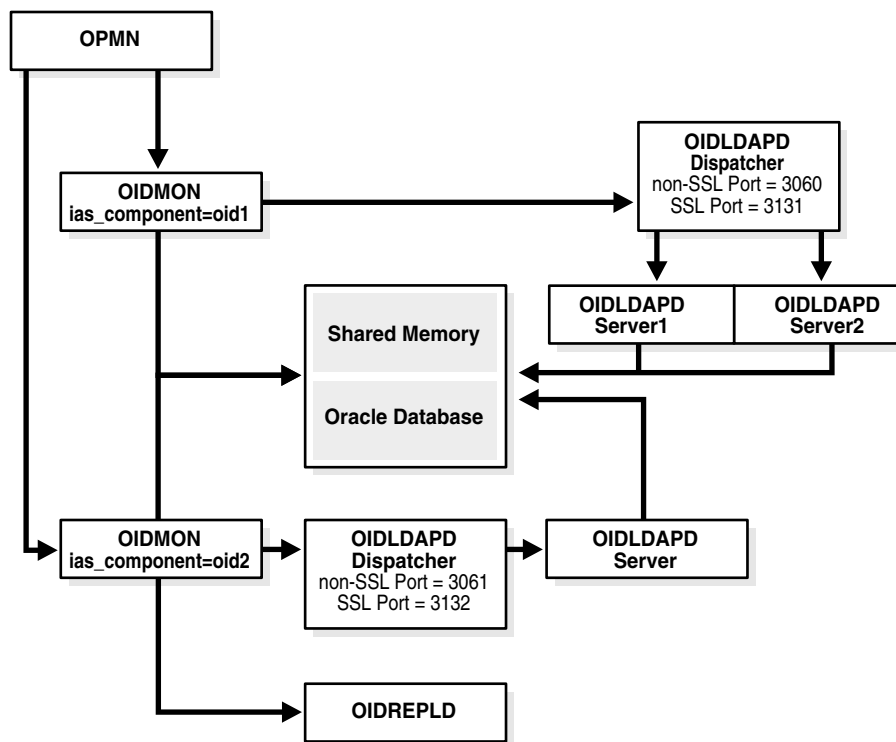 OPMN
OIDLDAPD
Dispatcher
non-SSL Port = 3060
SSL Port = 3131
OIDMON
ias_component=oid1
OIDLDAPD
Server1
OIDLDAPD
Server2
Shared Memory
Oracle Database
OIDMON
ias_component=oid2
OIDLDAPD
Dispatcher
non-SSL Port = 3061
SSL Port = 3132
OIDLDAPD
Server
OIDREPLD